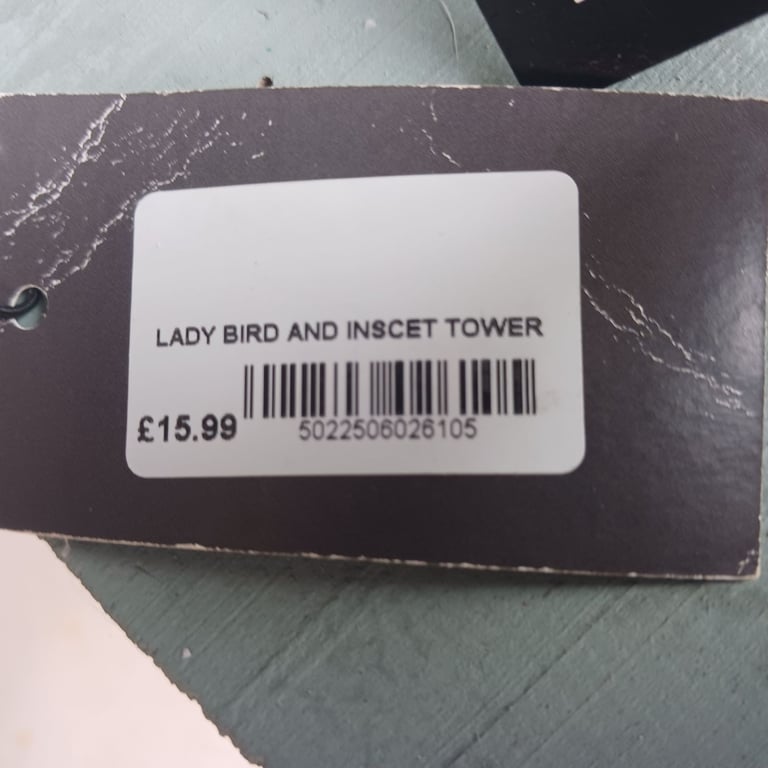 LADY BIRD AND INSCET TOWER
£15.99
5022506026105